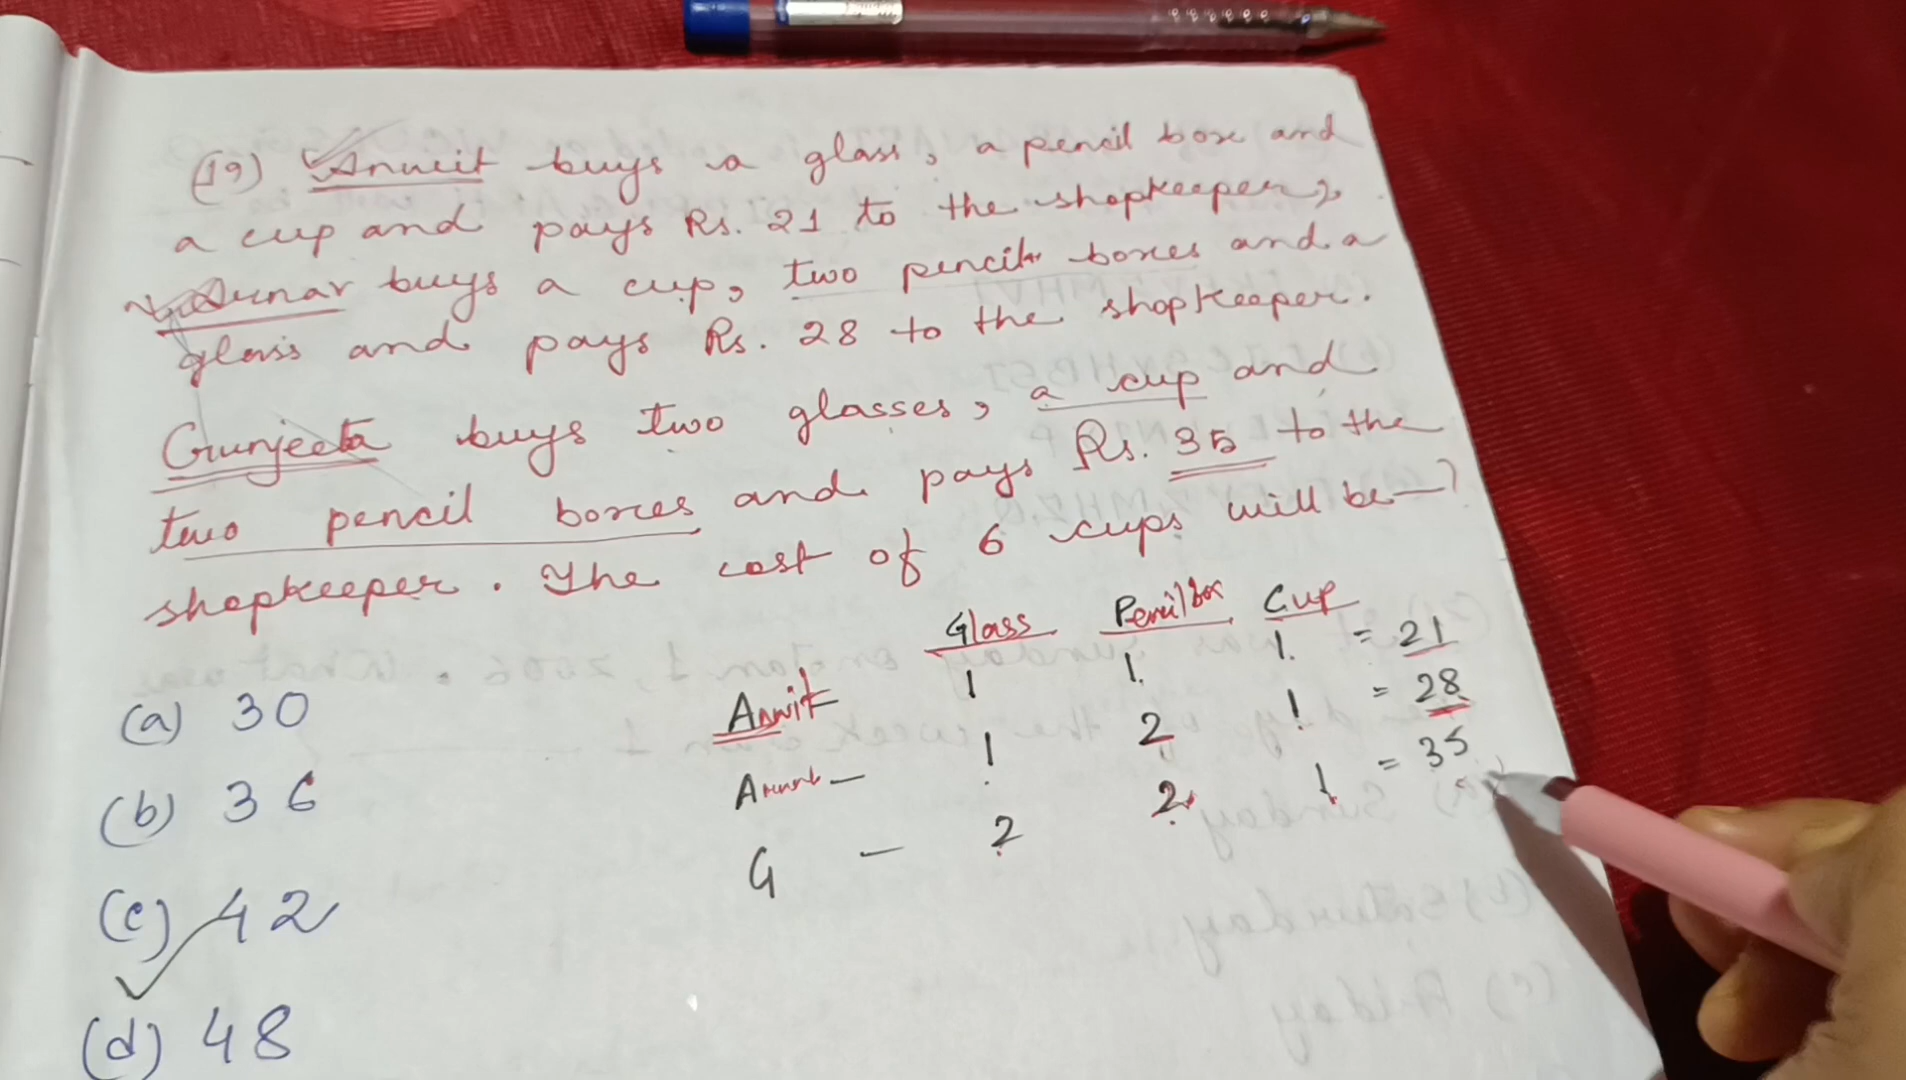 (19) Anwit buys a glass, a pencil box and
a cup and pays Rs. 21 to the shopkeeper,
Arnav buys a cup, two pencil boxes and a
glass and pays Rs. 28 to the shopkeeper.
Gunjeeta buys two glasses, a cup and
two pencil boxes and pays Rs. 35 to the
shopkeeper. The cost of 6 cups will be—?
Glass Pencil box Cup
Anwit 1 1 1 = 21
1 2 1 = 28
G — 2 2 1 = 35
(a) 30
(b) 36
(c) 42
(d) 48